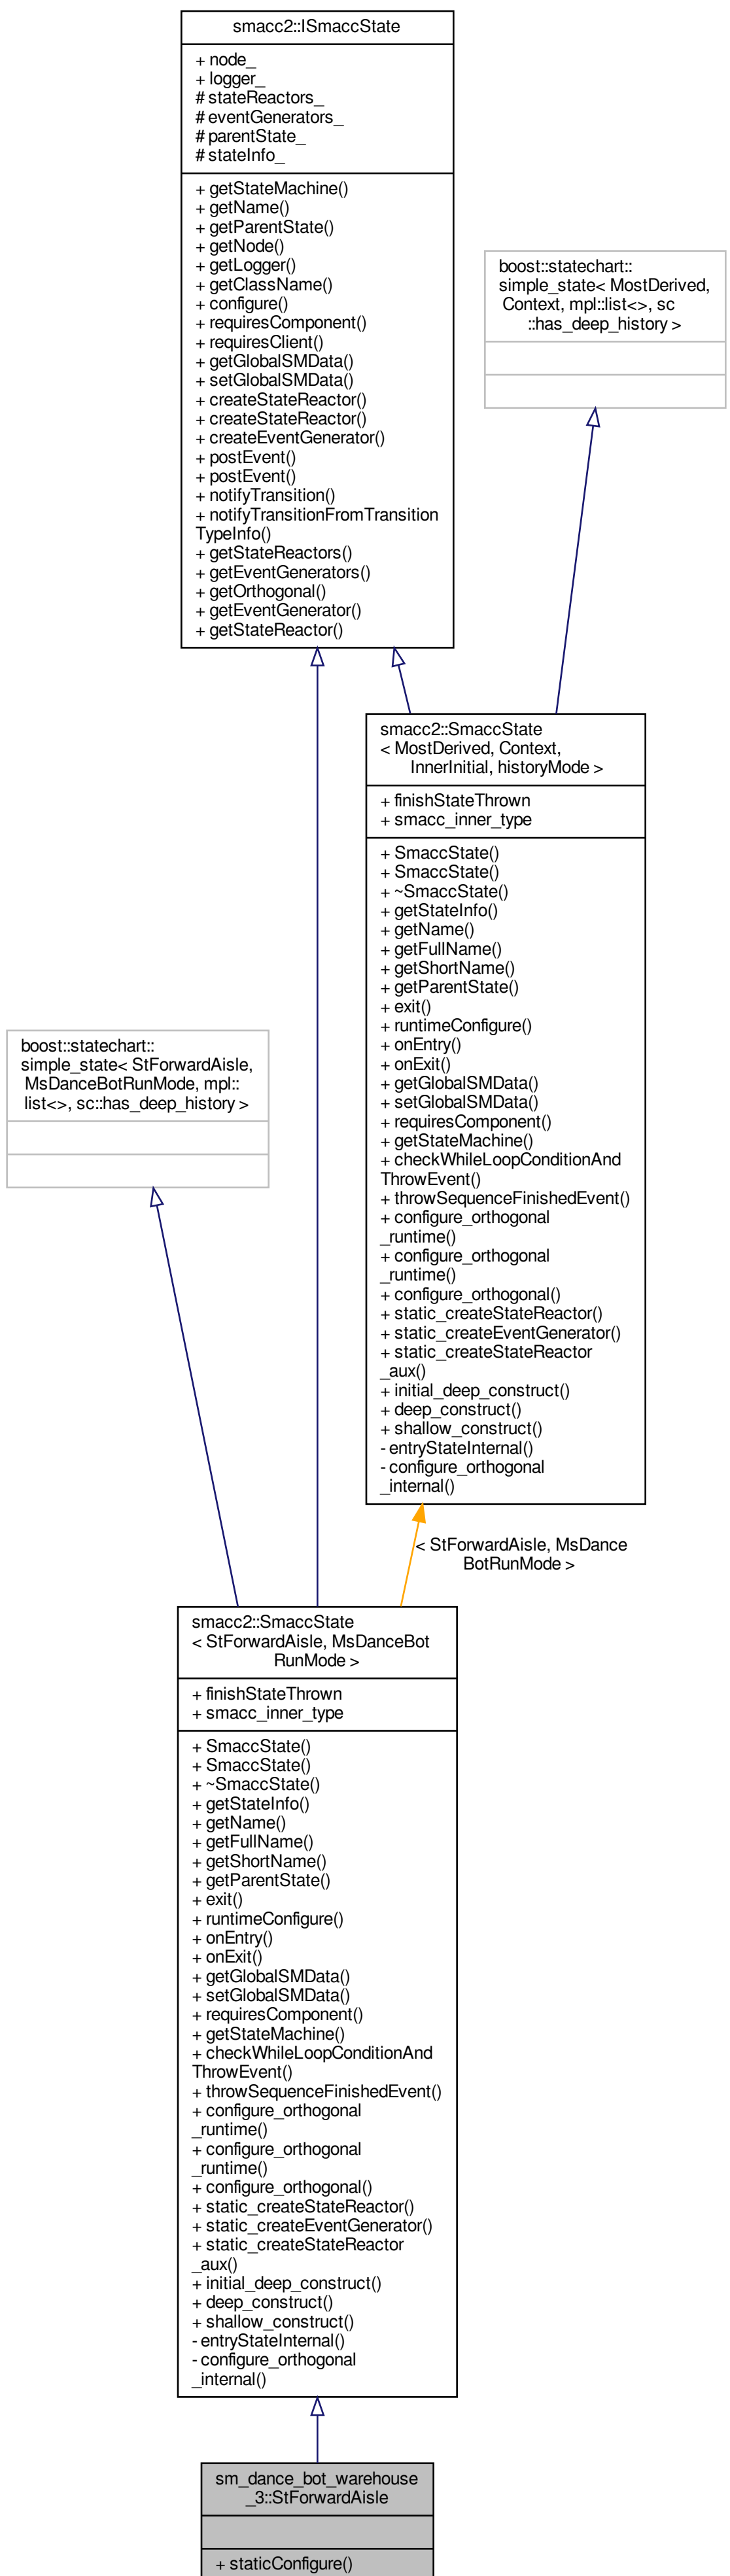 smacc2::ISmaccState
+ node_
+ logger_
# stateReactors_
# eventGenerators_
# parentState_
# stateInfo_
+ getStateMachine()
+ getName()
+ getParentState()
+ getNode()
+ getLogger()
+ getClassName()
+ configure()
+ requiresComponent()
+ requiresClient()
+ getGlobalSMData()
+ setGlobalSMData()
+ createStateReactor()
+ createStateReactor()
+ createEventGenerator()
+ postEvent()
+ postEvent()
+ notifyTransition()
+ notifyTransitionFromTransition
TypeInfo()
+ getStateReactors()
+ getEventGenerators()
+ getOrthogonal()
+ getEventGenerator()
+ getStateReactor()
boost::statechart::
simple_state< MostDerived,
Context, mpl::list<>, sc
::has_deep_history >
smacc2::SmaccState
< MostDerived, Context,
InnerInitial, historyMode >
+ finishStateThrown
+ smacc_inner_type
+ SmaccState()
+ SmaccState()
+ ~SmaccState()
+ getStateInfo()
+ getName()
+ getFullName()
+ getShortName()
+ getParentState()
+ exit()
+ runtimeConfigure()
+ onEntry()
+ onExit()
+ getGlobalSMData()
+ setGlobalSMData()
+ requiresComponent()
+ getStateMachine()
+ checkWhileLoopConditionAnd
ThrowEvent()
+ throwSequenceFinishedEvent()
+ configure_orthogonal
_runtime()
+ configure_orthogonal
_runtime()
+ configure_orthogonal()
+ static_createStateReactor()
+ static_createEventGenerator()
+ static_createStateReactor
_aux()
+ initial_deep_construct()
+ deep_construct()
+ shallow_construct()
- entryStateInternal()
- configure_orthogonal
_internal()
boost::statechart::
simple_state< StForwardAisle,
MsDanceBotRunMode, mpl::
list<>, sc::has_deep_history >
< StForwardAisle, MsDance
BotRunMode >
smacc2::SmaccState
< StForwardAisle, MsDanceBot
RunMode >
+ finishStateThrown
+ smacc_inner_type
+ SmaccState()
+ SmaccState()
+ ~SmaccState()
+ getStateInfo()
+ getName()
+ getFullName()
+ getShortName()
+ getParentState()
+ exit()
+ runtimeConfigure()
+ onEntry()
+ onExit()
+ getGlobalSMData()
+ setGlobalSMData()
+ requiresComponent()
+ getStateMachine()
+ checkWhileLoopConditionAnd
ThrowEvent()
+ throwSequenceFinishedEvent()
+ configure_orthogonal
_runtime()
+ configure_orthogonal
_runtime()
+ configure_orthogonal()
+ static_createStateReactor()
+ static_createEventGenerator()
+ static_createStateReactor
_aux()
+ initial_deep_construct()
+ deep_construct()
+ shallow_construct()
- entryStateInternal()
- configure_orthogonal
_internal()
sm_dance_bot_warehouse
_3::StForwardAisle
+ staticConfigure()